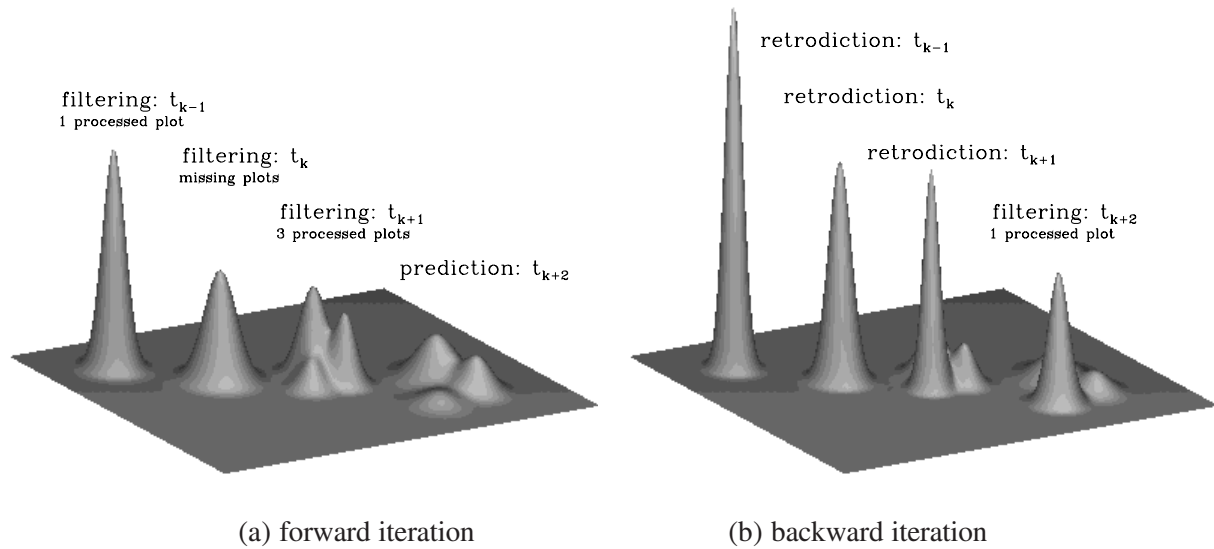 filtering: t_{k-1}
1 processed plot
filtering: t_k
missing plots
filtering: t_{k+1}
3 processed plots
prediction: t_{k+2}
retrodiction: t_{k-1}
retrodiction: t_k
retrodiction: t_{k+1}
filtering: t_{k+2}
1 processed plot
(a) forward iteration
(b) backward iteration